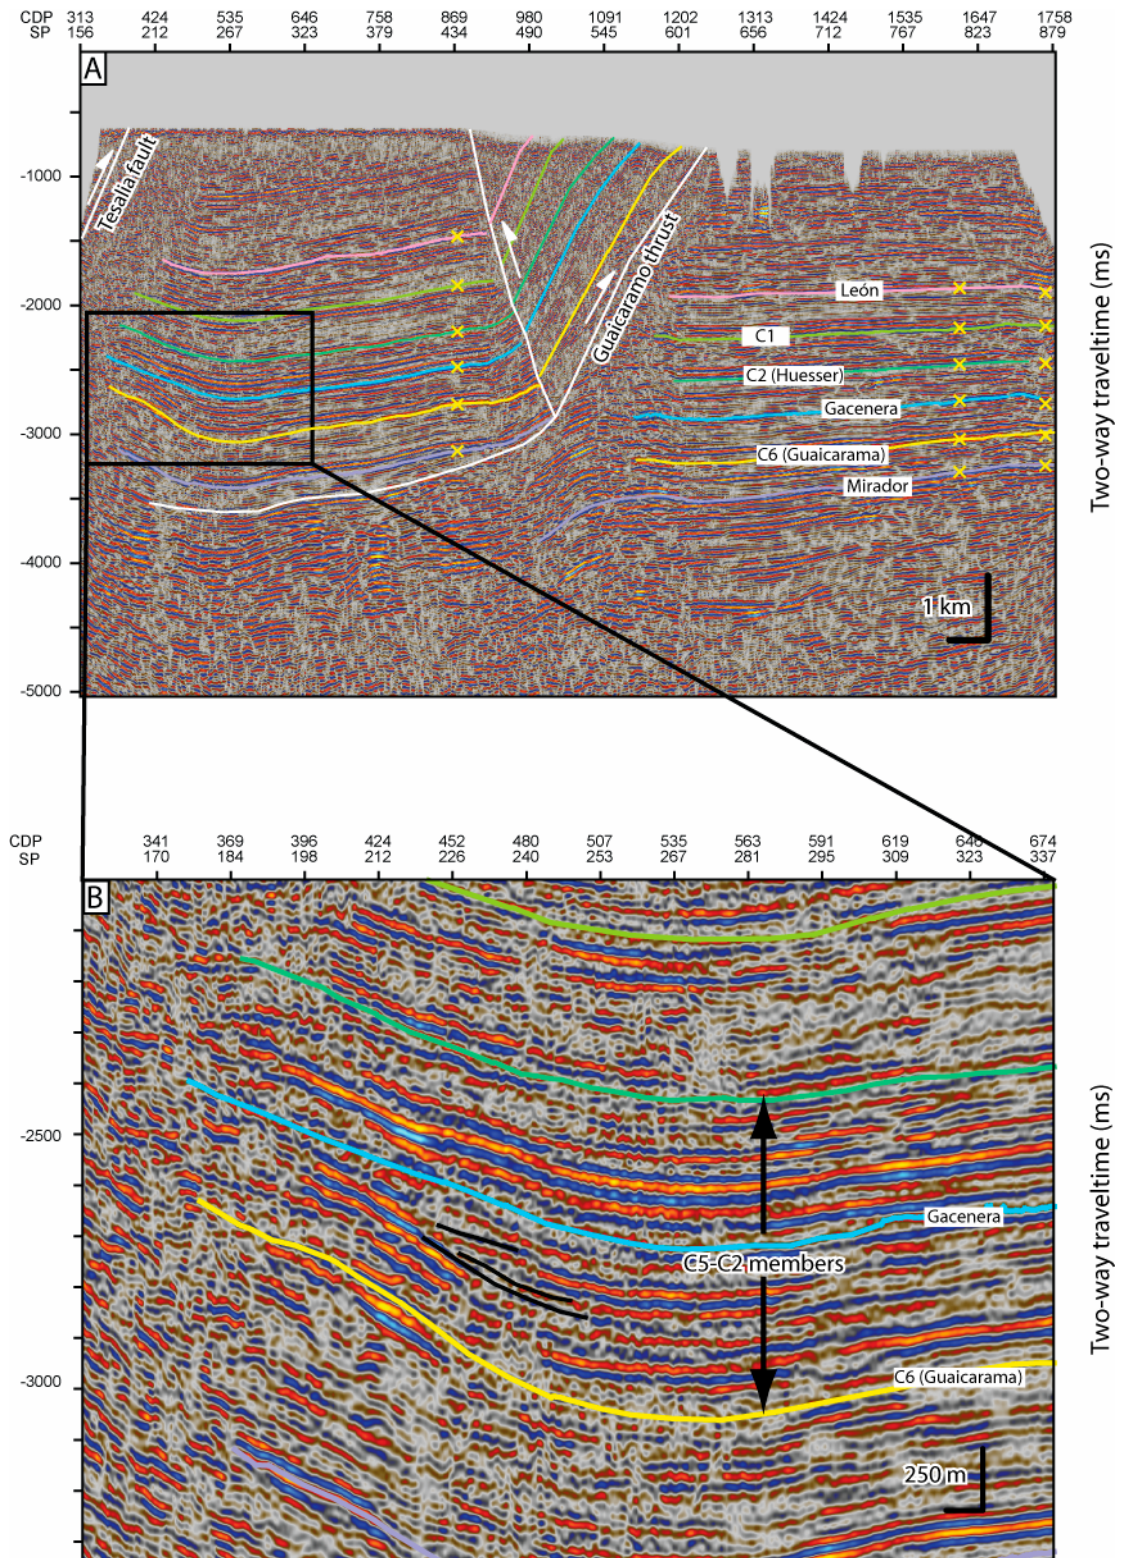 CDP 313 424 535 646 758 869 980 1091 1202 1313 1424 1535 1647 1758
SP 156 212 267 323 379 434 490 545 601 656 712 767 823 879
A
Tesalia fault
-1000
Guaicaramo thrust
Two-way traveltime (ms)
León
-2000
C1
C2 (Huesser)
Gacenera
-3000
C6 (Guaicarama)
Mirador
-4000
1 km
-5000
CDP 341 369 396 424 452 480 507 535 563 591 619 646 674
SP 170 184 198 212 226 240 253 267 281 295 309 323 337
B
-2500
Two-way traveltime (ms)
Gacenera
C5-C2 members
-3000
C6 (Guaicarama)
250 m